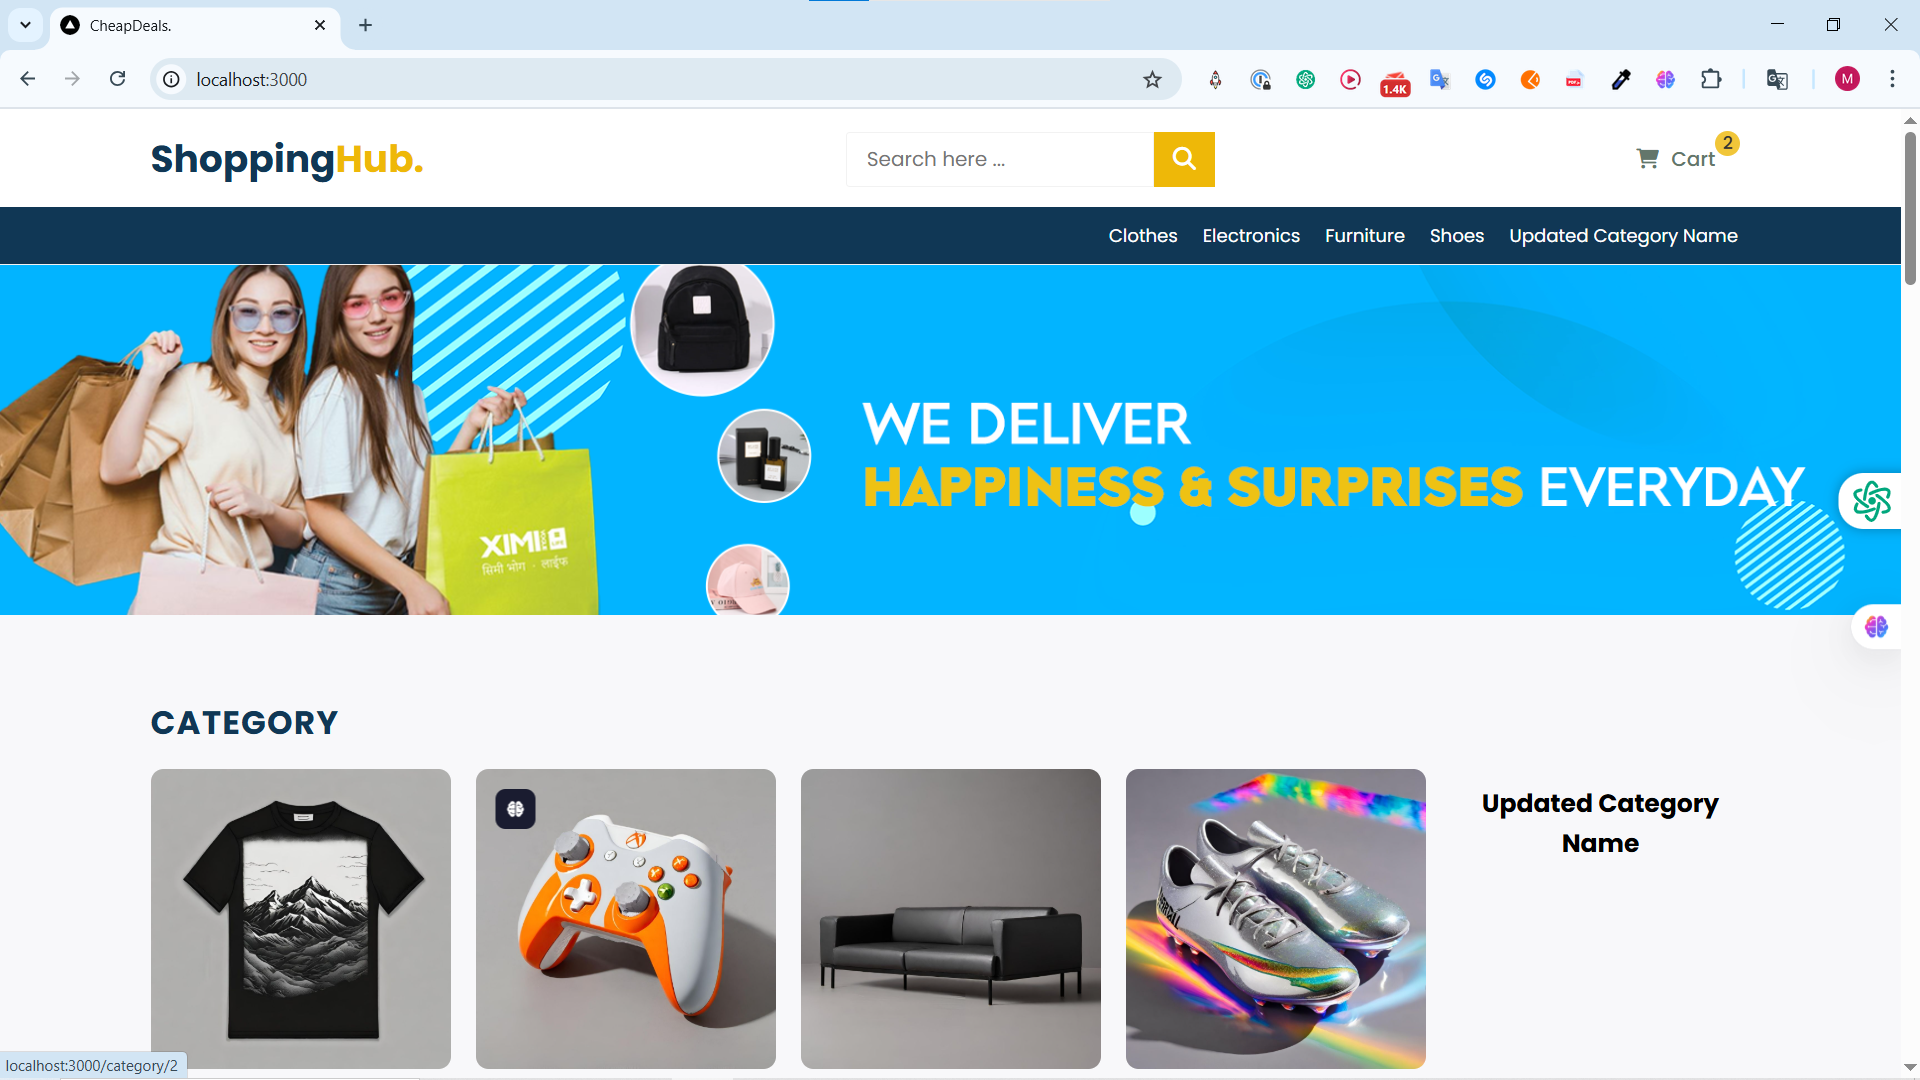 CheapDeals.
localhost:3000
1.4K
M
ShoppingHub.
Search here ...
Cart
2
Clothes
Electronics
Furniture
Shoes
Updated Category Name
WE DELIVER
HAPPINESS & SURPRISES EVERYDAY
XIMI
सिमी भोग - लाईफ
CATEGORY
Updated Category
Name
localhost:3000/category/2